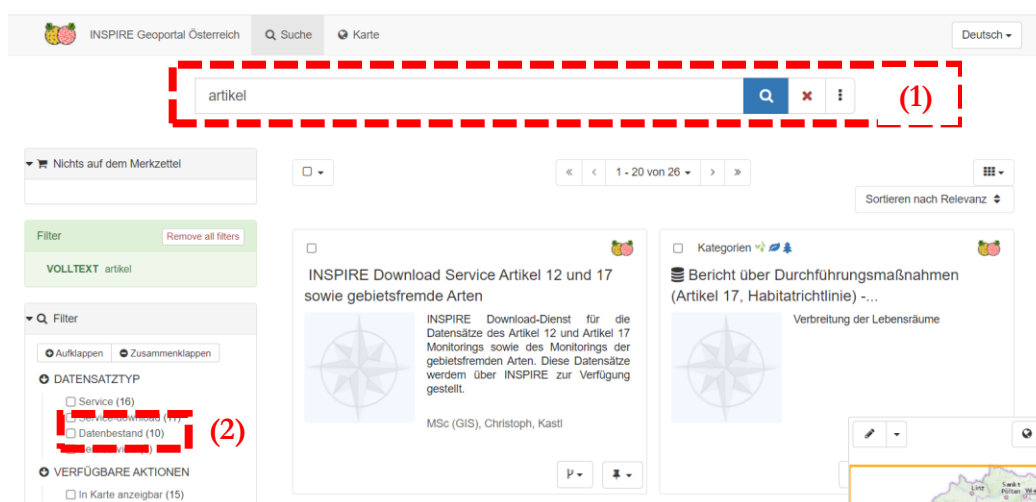 INSPIRE Geoportal Österreich Suche Karte Deutsch
artikel
(1)
Nichts auf dem Merkzettel
1 - 20 von 26
Sortieren nach Relevanz
Filter Remove all filters
VOLLTEXT artikel
Filter
Aufklappen Zusammenklappen
DATENSATZTYP
Service (16)
Datenbestand (10)
(2)
VERFÜGBARE AKTIONEN
In Karte anzeigbar (15)
INSPIRE Download Service Artikel 12 und 17
sowie gebietsfremde Arten
INSPIRE Download-Dienst für die
Datensätze des Artikel 12 und Artikel 17
Monitorings sowie des Monitorings der
gebietsfremden Arten. Diese Datensätze
werdem über INSPIRE zur Verfügung
gestellt.
MSc (GIS), Christoph, Kastl
Kategorien
Bericht über Durchführungsmaßnahmen
(Artikel 17, Habitatrichtlinie) -...
Verbreitung der Lebensräume
Linz Sankt
Pölten